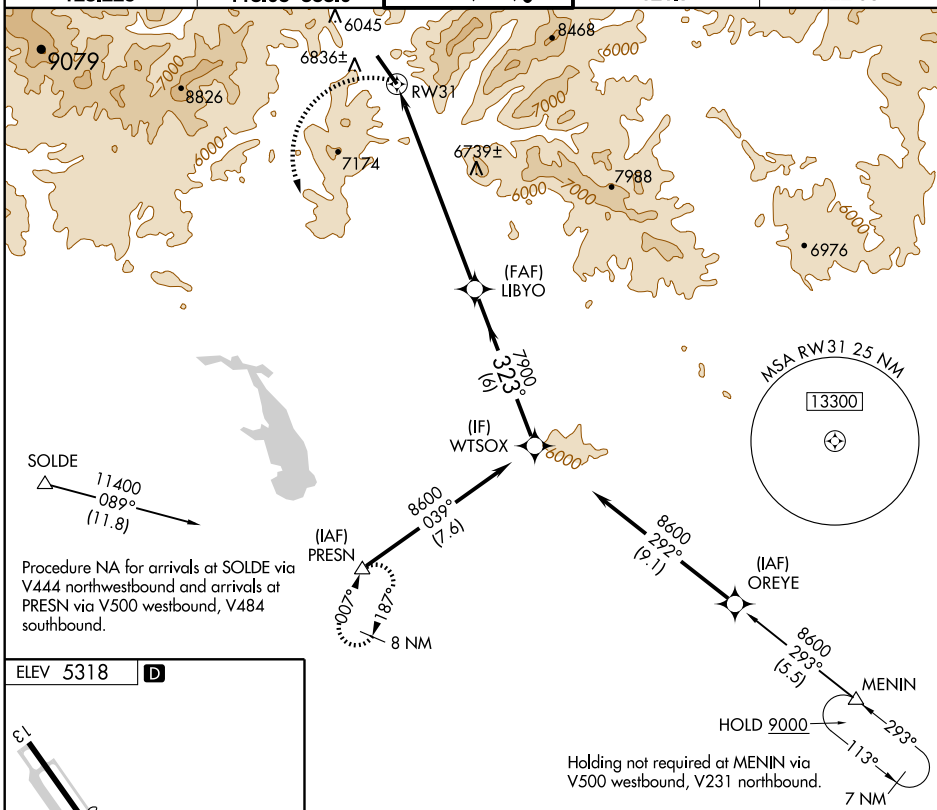 9079
8826
7000
6000
6045
6836±
RW31
7174
8468
6000
7000
6739±
6000
7000
7988
6000
6976
(FAF)
LIBYO
7900
323°
(6)
(IF)
WTSOX
6000
MSA RW31 25 NM
13300
SOLDE
11400
089°
(11.8)
8600
039°
(7.6)
(IAF)
PRESN
007°
187°
8 NM
8600
292°
(9.1)
(IAF)
OREYE
8600
293°
(5.5)
MENIN
HOLD 9000
293°
113°
7 NM
Procedure NA for arrivals at SOLDE via
V444 northwestbound and arrivals at
PRESN via V500 westbound, V484
southbound.
Holding not required at MENIN via
V500 westbound, V231 northbound.
ELEV 5318
D
13